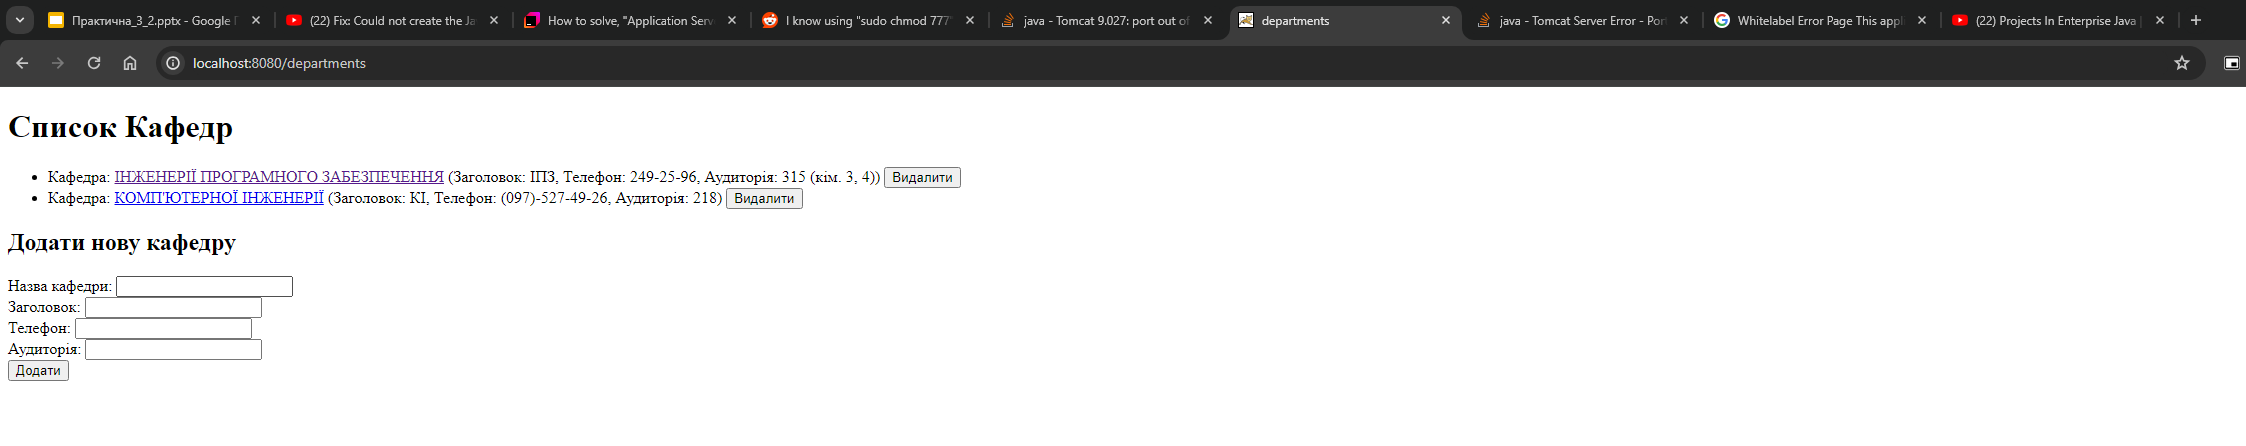 Практична_3_2.pptx - Google
(22) Fix Could not create the Ja
How to solve, "Application Serv
I know using "sudo chmod 777"
java - Tomcat 9.027: port out of
departments
java - Tomcat Server Error - Por
Whitelabel Error Page This appl
(22) Projects In Enterprise Java
localhost:8080/departments
Список Кафедр
Кафедра: ІНЖЕНЕРІЇ ПРОГРАМНОГО ЗАБЕЗПЕЧЕННЯ (Заголовок: ІПЗ, Телефон: 249-25-96, Аудиторія: 315 (кім. 3, 4)) Видалити
Кафедра: КОМП'ЮТЕРНОЇ ІНЖЕНЕРІЇ (Заголовок: КІ, Телефон: (097)-527-49-26, Аудиторія: 218) Видалити
Додати нову кафедру
Назва кафедри:
Заголовок:
Телефон:
Аудиторія:
Додати